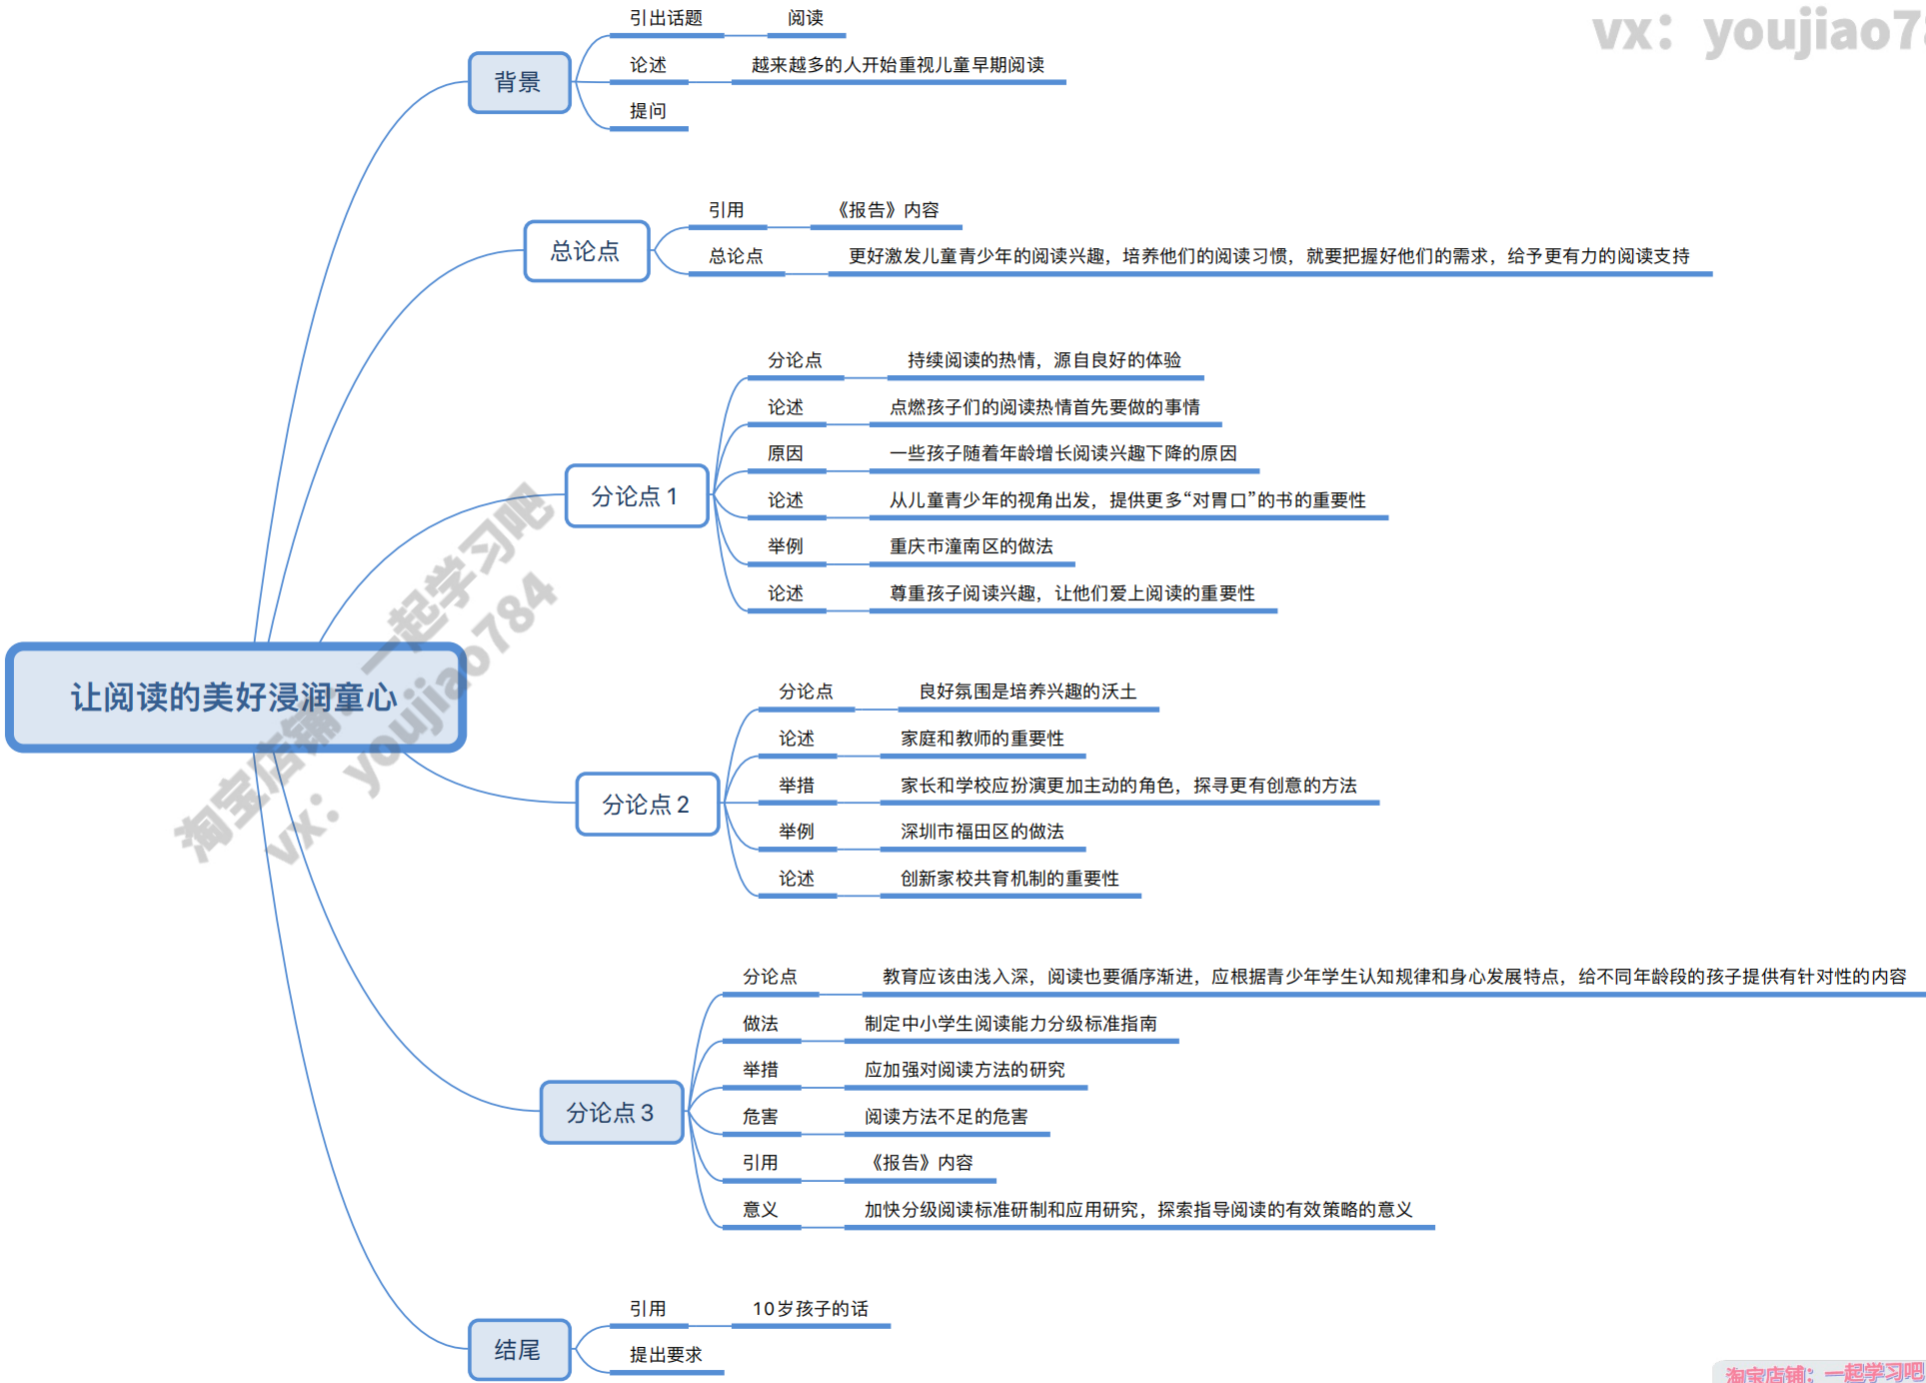 vx：youjiao78
引出话题 阅读
论述 越来越多的人开始重视儿童早期阅读
背景
提问
引用 《报告》内容
总论点
总论点 更好激发儿童青少年的阅读兴趣，培养他们的阅读习惯，就要把握好他们的需求，给予更有力的阅读支持
分论点 持续阅读的热情，源自良好的体验
论述 点燃孩子们的阅读热情首先要做的事情
原因 一些孩子随着年龄增长阅读兴趣下降的原因
分论点 1
论述 从儿童青少年的视角出发，提供更多“对胃口”的书的重要性
举例 重庆市潼南区的做法
论述 尊重孩子阅读兴趣，让他们爱上阅读的重要性
让阅读的美好浸润童心
淘宝店铺：一起学习吧
vx：youjiao784
分论点 良好氛围是培养兴趣的沃土
论述 家庭和教师的重要性
举措 家长和学校应扮演更加主动的角色，探寻更有创意的方法
分论点 2
举例 深圳市福田区的做法
论述 创新家校共育机制的重要性
分论点 教育应该由浅入深，阅读也要循序渐进，应根据青少年学生认知规律和身心发展特点，给不同年龄段的孩子提供有针对性的内容
做法 制定中小学生阅读能力分级标准指南
举措 应加强对阅读方法的研究
分论点 3
危害 阅读方法不足的危害
引用 《报告》内容
意义 加快分级阅读标准研制和应用研究，探索指导阅读的有效策略的意义
引用 10岁孩子的话
结尾
提出要求
淘宝店铺：一起学习吧